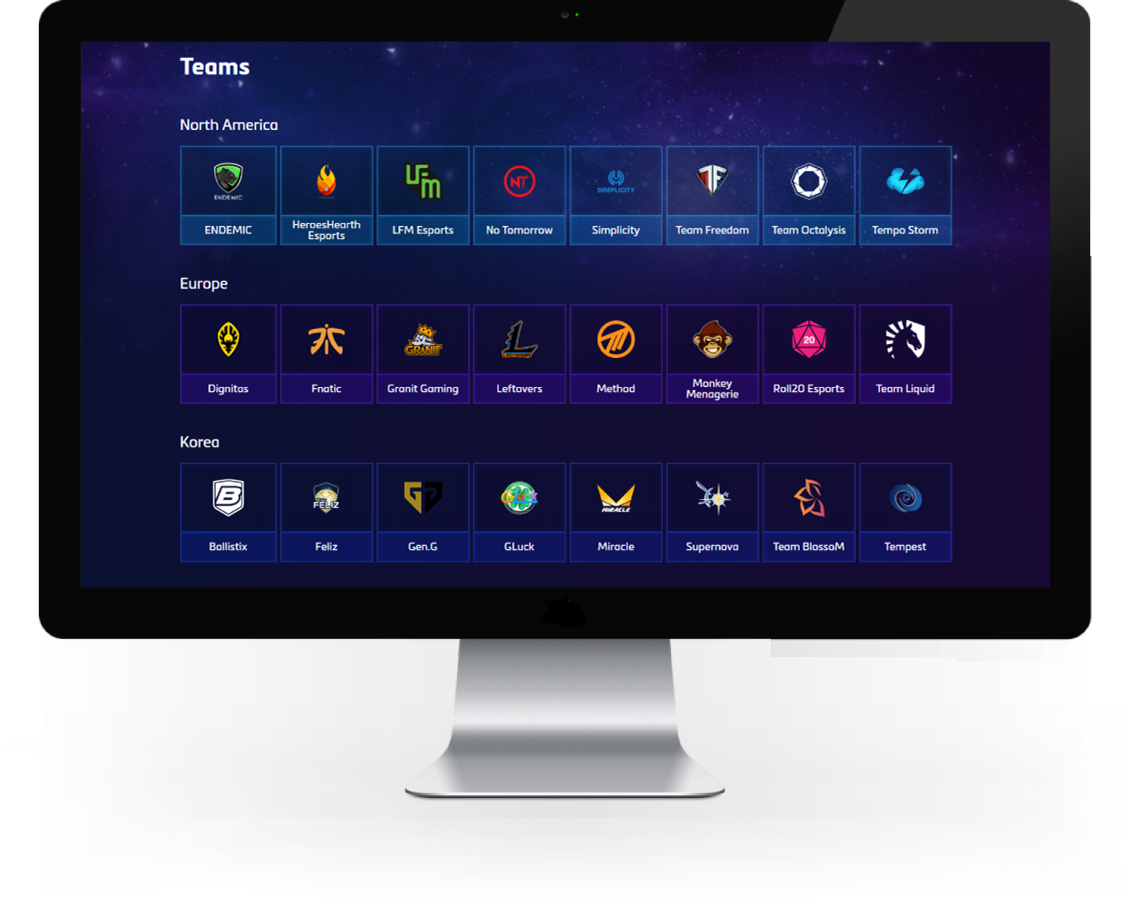 Teams
North America
ENDEMIC
LFM
NT
SIMPLICITY
TF
ENDEMIC
HeroesHearth
Esports
LFM Esports
No Tomorrow
Simplicity
Team Freedom
Team Octalysis
Tempo Storm
Europe
GRANIT
L
20
Dignitas
Fnatic
Granit Gaming
Leftovers
Method
Monkey
Menagerie
Roll20 Esports
Team Liquid
Korea
B
FELIZ
G
MIRACLE
Ballistix
Feliz
Gen.G
GLuck
Miracle
Supernova
Team BlossoM
Tempest